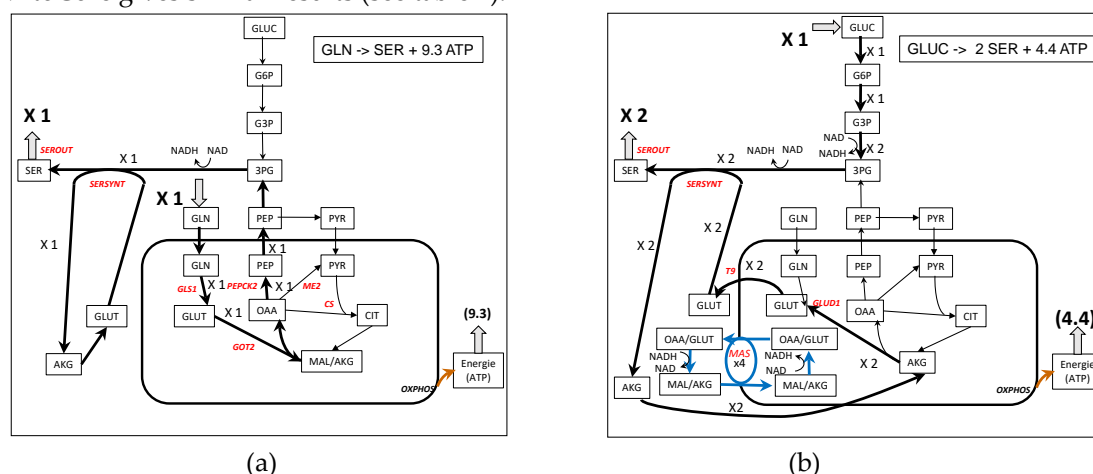 GLN -> SER + 9.3 ATP
GLUC
G6P
G3P
X 1
SEROUT
X 1
NADH
NAD
SER
3PG
SERSYNT
X 1
GLN
PEP
PYR
X 1
X 1
GLN
PEP
PYR
GLS1
X 1
PEPCK2
X 1
ME2
GLUT
X 1
OAA
CS
CIT
GLUT
GOT2
MAL/AKG
AKG
(9.3)
Energie
(ATP)
OXPHOS
(a)
X 1
GLUC
GLUC -> 2 SER + 4.4 ATP
X 1
G6P
X 1
G3P
NAD
NADH
X 2
X 2
SEROUT
X 2
NADH
NAD
SER
3PG
SERSYNT
X 2
X 2
GLN
PEP
PYR
GLN
PEP
PYR
T9
X 2
GLUT
GLUT
GLUD1
OAA
CIT
OAA/GLUT
OAA/GLUT
NADH
NAD
MAS
x4
NADH
NAD
X 2
AKG
MAL/AKG
MAL/AKG
AKG
X2
(4.4)
Energie
(ATP)
OXPHOS
(b)